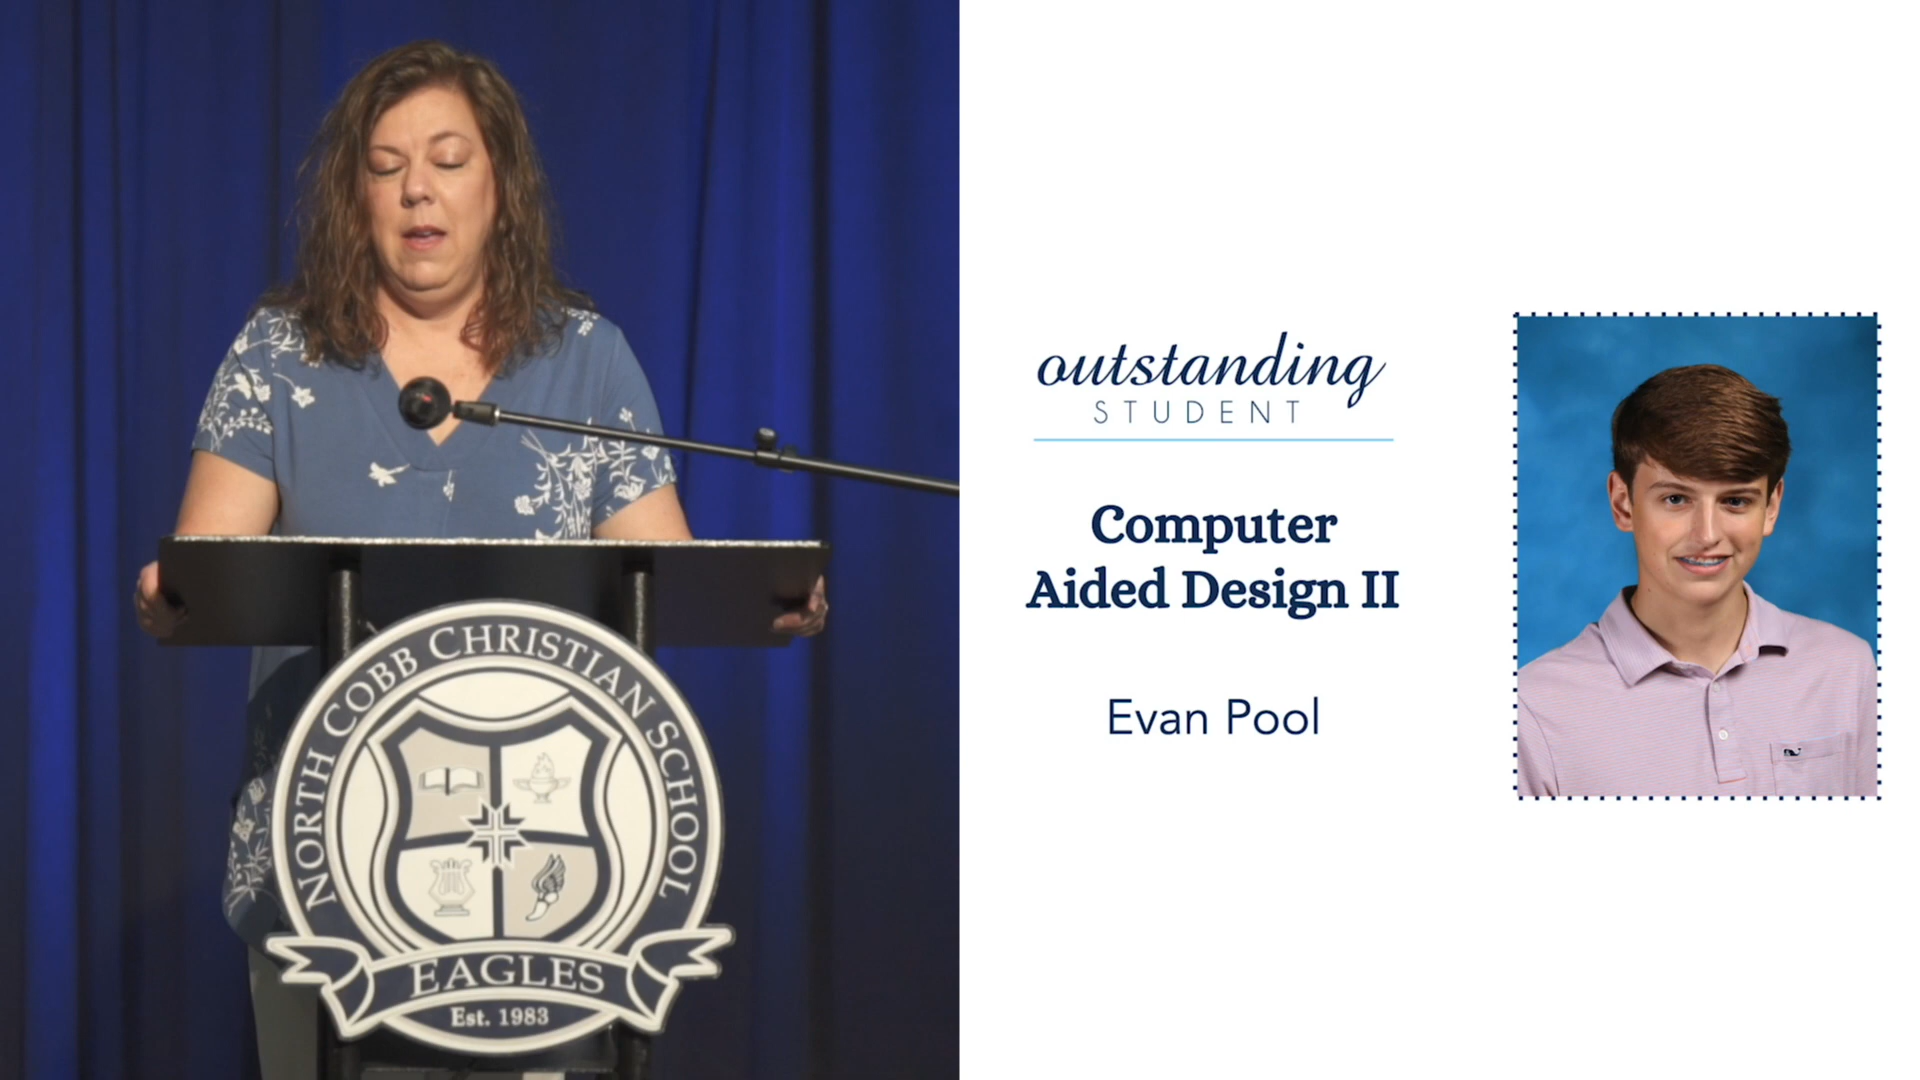 NORTH COBB CHRISTIAN SCHOOL
EAGLES
Est. 1983
outstanding
STUDENT
Computer
Aided Design II
Evan Pool